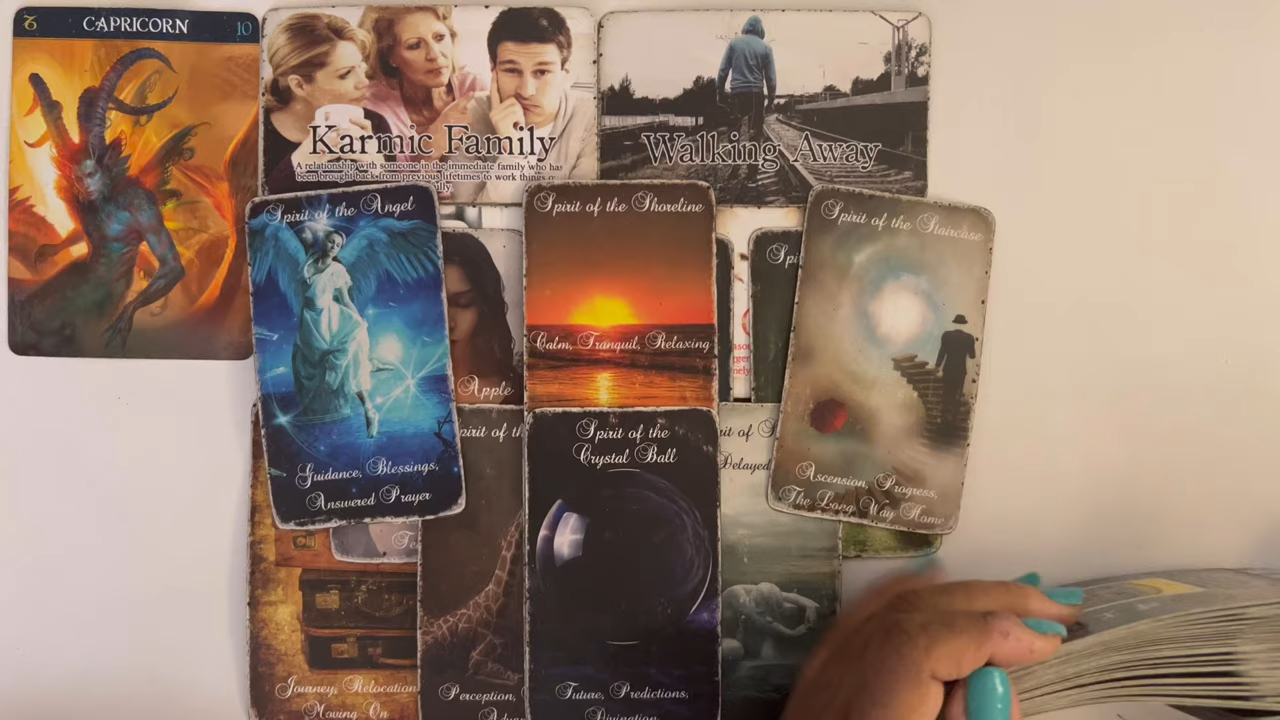 CAPRICORN 10
Karmic Family
A relationship with someone in the immediate family who has
been brought back from previous lifetimes to work things
Walking Away
Spirit of the Angel
Guidance, Blessings,
Answered Prayer
Apple
Spirit of the Shoreline
Calm, Tranquil, Relaxing
Spirit of the Staircase
Ascension, Progress,
The Long Way Home
Journey, Relocation
Moving On
Perception,
Spirit of the
Crystal Ball
Future, Predictions,
Divination
Delayed